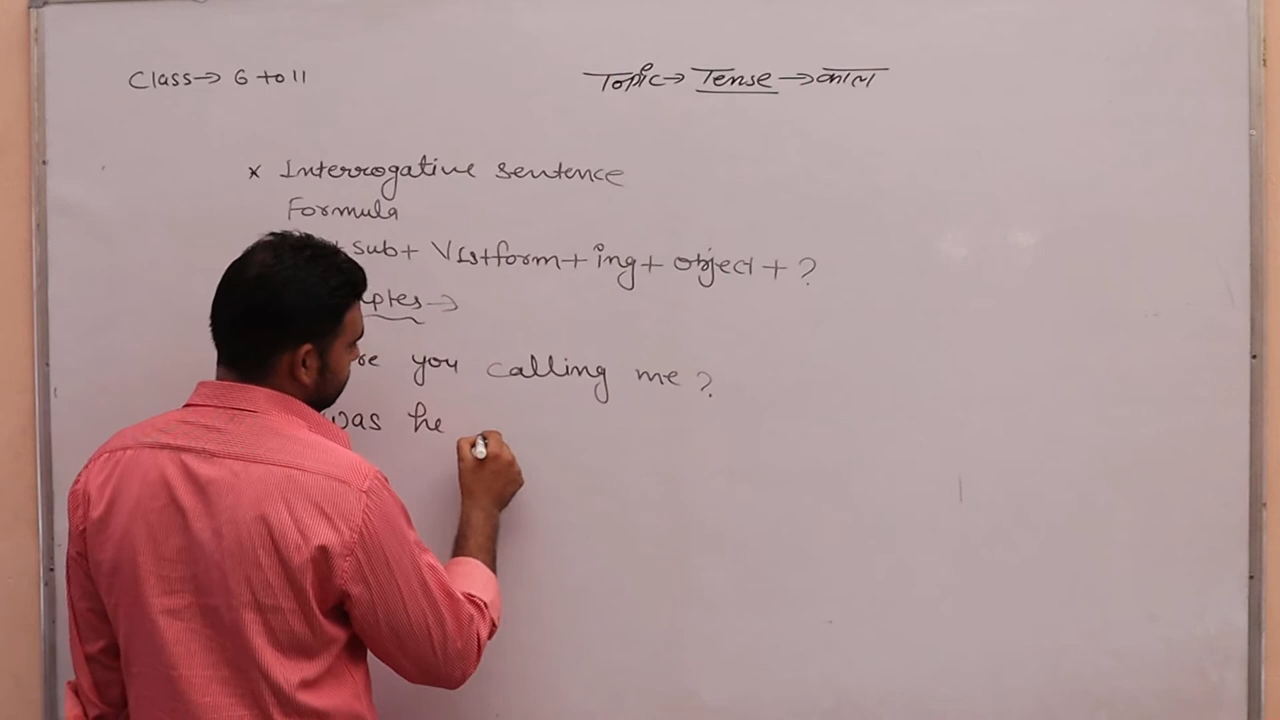 Class→ 6 to 11
Topic→ Tense → काल
× Interrogative sentence
Formula
+ Sub + V1st form + ing + object + ?
you calling me ?
was he